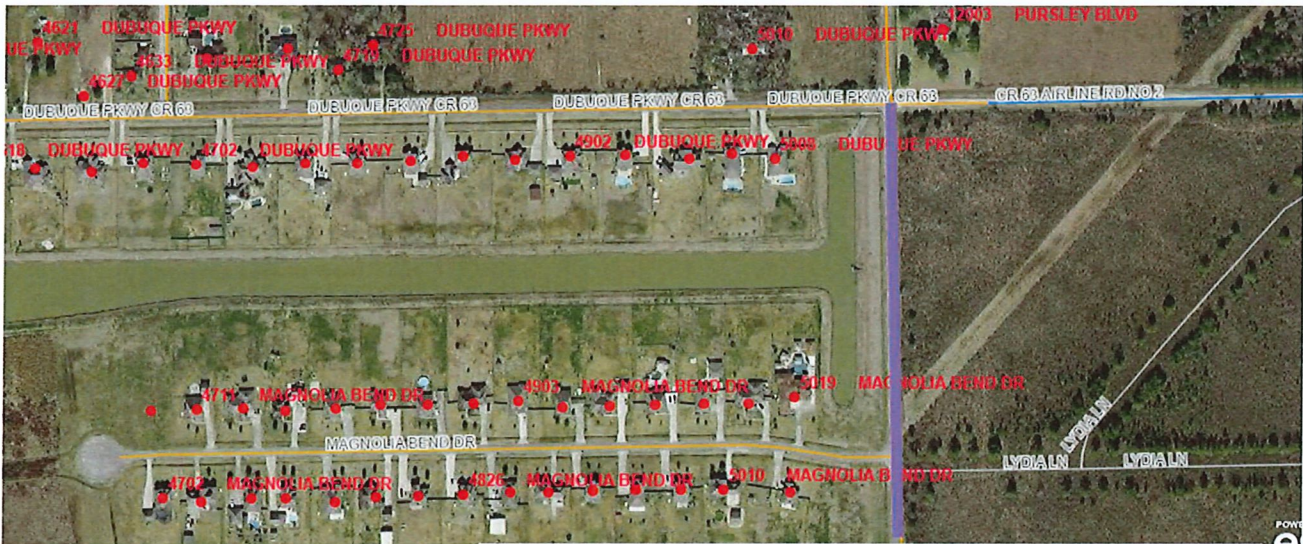 4621 DUBUQUE PKWY
4725 DUBUQUE PKWY
12003 PURSLEY BLVD
UE PKWY
4633 DUBUQUE PKWY
4715 DUBUQUE PKWY
5010 DUBUQUE PKWY
4627 DUBUQUE PKWY
DUBUQUE PKWY CR 63
DUBUQUE PKWY CR 63
DUBUQUE PKWY CR 63
DUBUQUE PKWY CR 63
CR 63 AIRLINE RD NO 2
618 DUBUQUE PKWY
4702 DUBUQUE PKWY
4902 DUBUQUE PKWY
5008 DUBUQUE PKWY
4711 MAGNOLIA BEND DR
4903 MAGNOLIA BEND DR
5019 MAGNOLIA BEND DR
MAGNOLIA BEND DR
LYDIA LN
LYDIA LN
LYDIA LN
4702 MAGNOLIA BEND DR
4826 MAGNOLIA BEND DR
5010 MAGNOLIA BEND DR
POWE